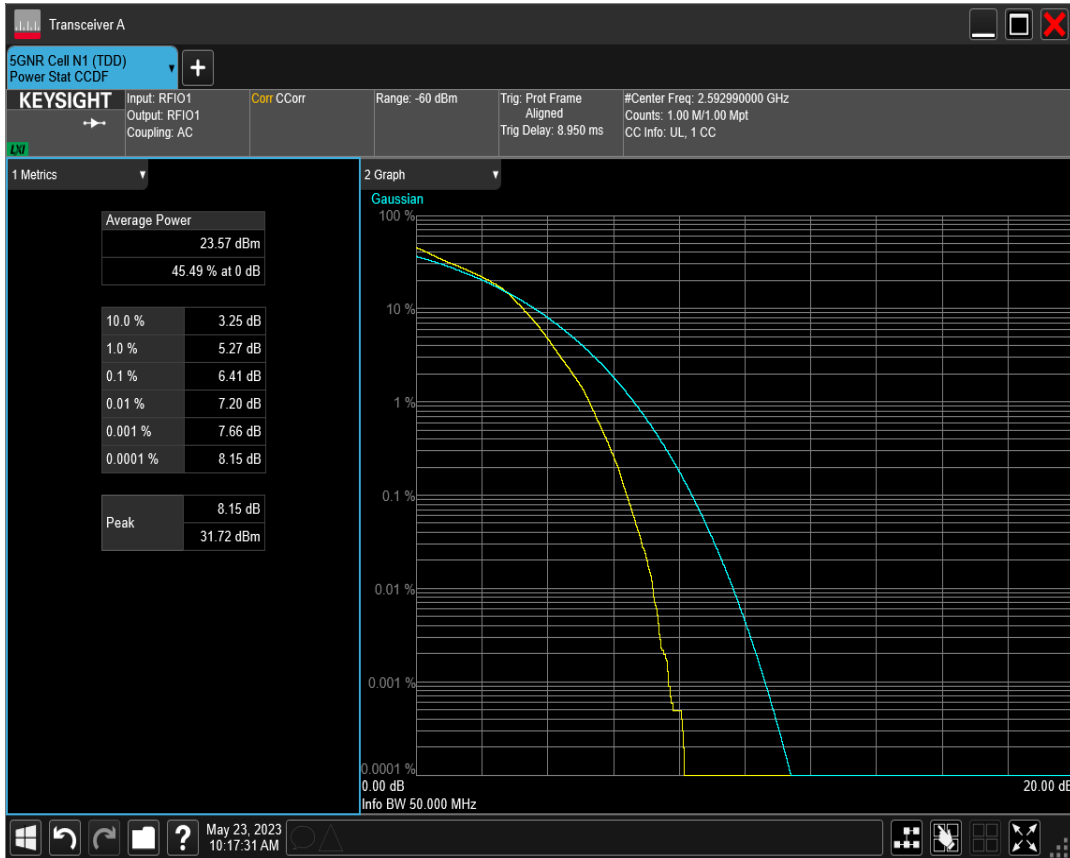 Transceiver A
5GNR Cell N1 (TDD)
Power Stat CCDF
+
KEYSIGHT
LXI
Input: RFIO1
Output: RFIO1
Coupling: AC
Corr CCorr
Range: -60 dBm
Trig: Prot Frame
Aligned
Trig Delay: 8.950 ms
#Center Freq: 2.592990000 GHz
Counts: 1.00 M/1.00 Mpt
CC Info: UL, 1 CC
1 Metrics
Average Power
23.57 dBm
45.49 % at 0 dB
10.0 % 3.25 dB
1.0 % 5.27 dB
0.1 % 6.41 dB
0.01 % 7.20 dB
0.001 % 7.66 dB
0.0001 % 8.15 dB
Peak
8.15 dB
31.72 dBm
2 Graph
Gaussian
100 %
10 %
1 %
0.1 %
0.01 %
0.001 %
0.0001 %
0.00 dB
20.00 dB
Info BW 50.000 MHz
?
May 23, 2023
10:17:31 AM